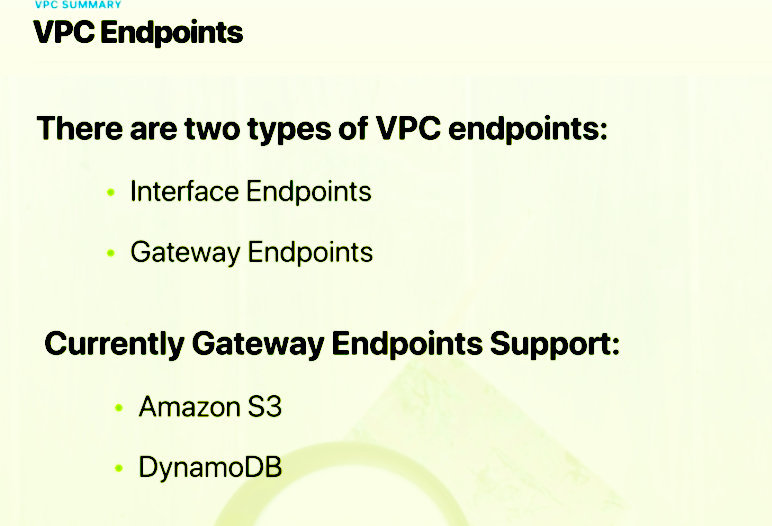 VPC SUMMARY
VPC Endpoints
There are two types of VPC endpoints:
• Interface Endpoints
• Gateway Endpoints
Currently Gateway Endpoints Support:
• Amazon S3
• DynamoDB